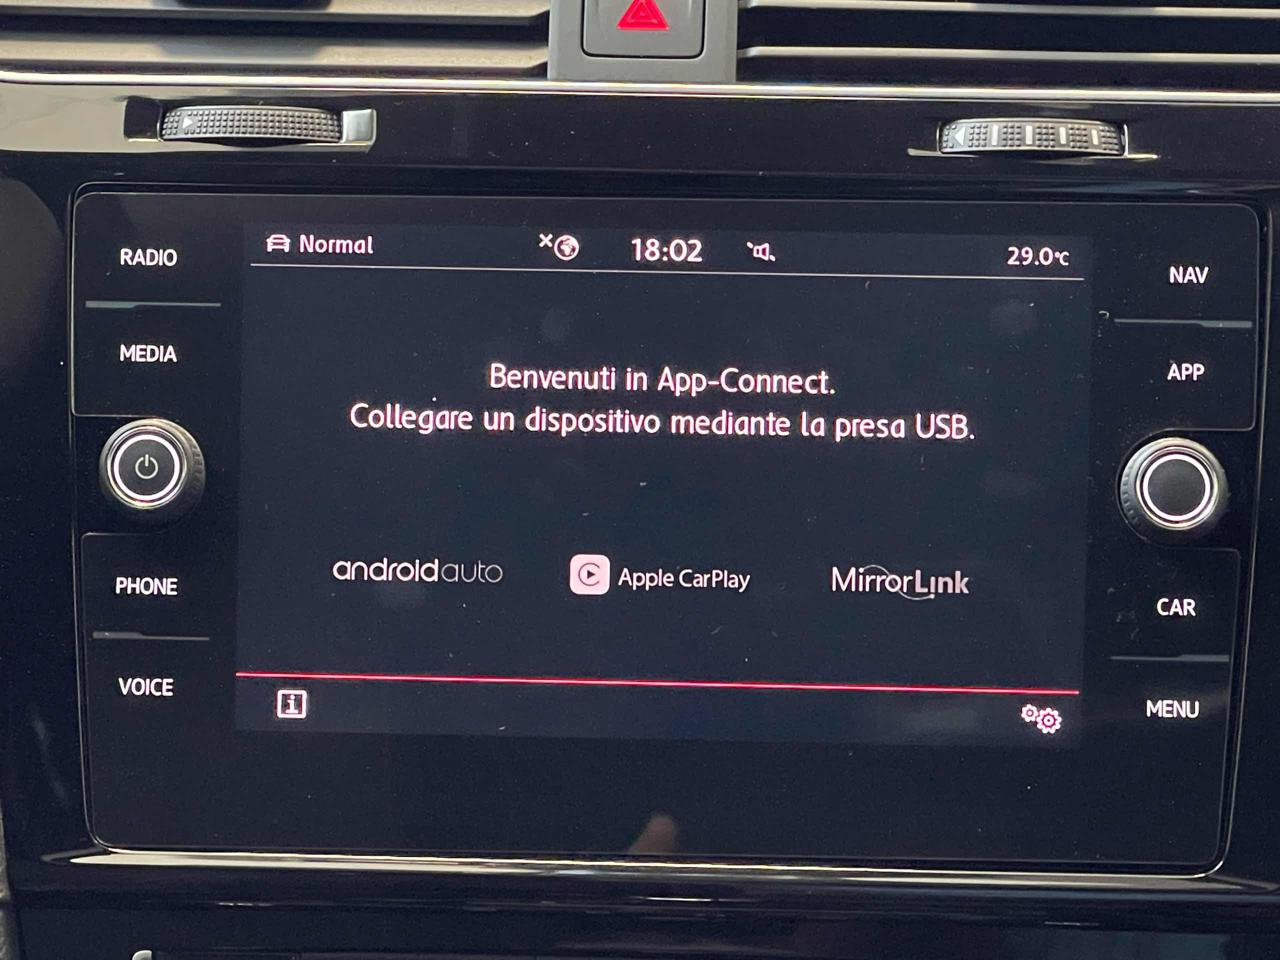 Normal
18:02
29.0°C
RADIO
MEDIA
PHONE
VOICE
Benvenuti in App-Connect.
Collegare un dispositivo mediante la presa USB.
androidauto
Apple CarPlay
MirrorLink
i
NAV
APP
CAR
MENU